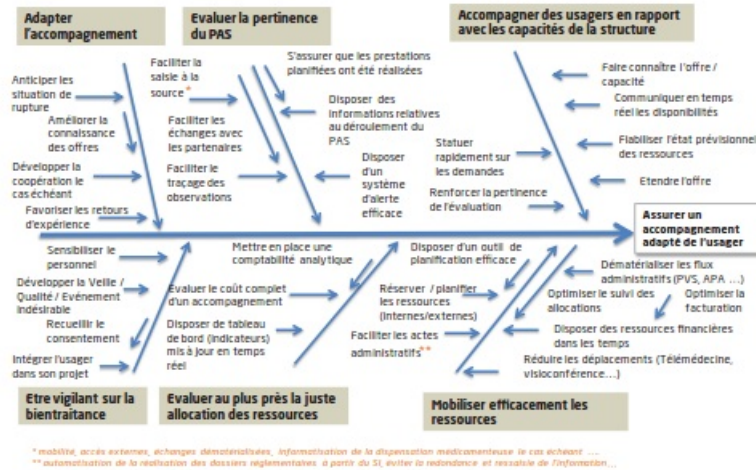 Adapter
l'accompagnement
Evaluer la pertinence
du PAS
Accompagner des usagers en rapport
avec les capacités de la structure
Anticiper les
situation de
rupture
Améliorer la
connaissance
des offres
Développer la
coopération le
cas échéant
Favoriser les retours
d'expérience
Faciliter la
saisie à la
source *
Faciliter les
échanges avec
les partenaires
Faciliter le
traçage des
observations
S'assurer que les prestations
planifiées ont été réalisées
Disposer des
informations relatives
au déroulement du
PAS
Disposer
d'un
système
d'alerte
efficace
Statuer
rapidement sur
les demandes
Renforcer la pertinence
de l'évaluation
Faire connaître l'offre /
capacité
Communiquer en temps
réel les disponibilités
Fiabiliser l'état prévisionnel
des ressources
Etendre l'offre
Assurer un
accompagnement
adapté de l'usager
Sensibiliser le
personnel
Développer la Veille /
Qualité / Evénement
indésirable
Recueillir le
consentement
Intégrer l'usager
dans son projet
Mettre en place une
comptabilité analytique
Evaluer le coût complet
d'un accompagnement
Disposer de tableau
de bord (indicateurs)
mis à jour en temps
réel
Disposer d'un outil de
planification efficace
Réserver / planifier
les ressources
(internes/externes)
Faciliter les actes
administratifs**
Dématérialiser les flux
administratifs (PVS, APA ...)
Optimiser le suivi des
allocations
Optimiser la
facturation
Disposer des ressources financières
dans les temps
Réduire les déplacements (Télémédecine,
visioconférence...)
Etre vigilant sur la
bientraitance
Evaluer au plus près la juste
allocation des ressources
Mobiliser efficacement les
ressources
* mobilité, accès externes, échanges dématérialisées, informatisation de la dispensation médicamenteuse le cas échéant ....
** automatisation de la réalisation des dossiers réglementaires a partir du SI, éviter la redondance et ressaisie de l'information...